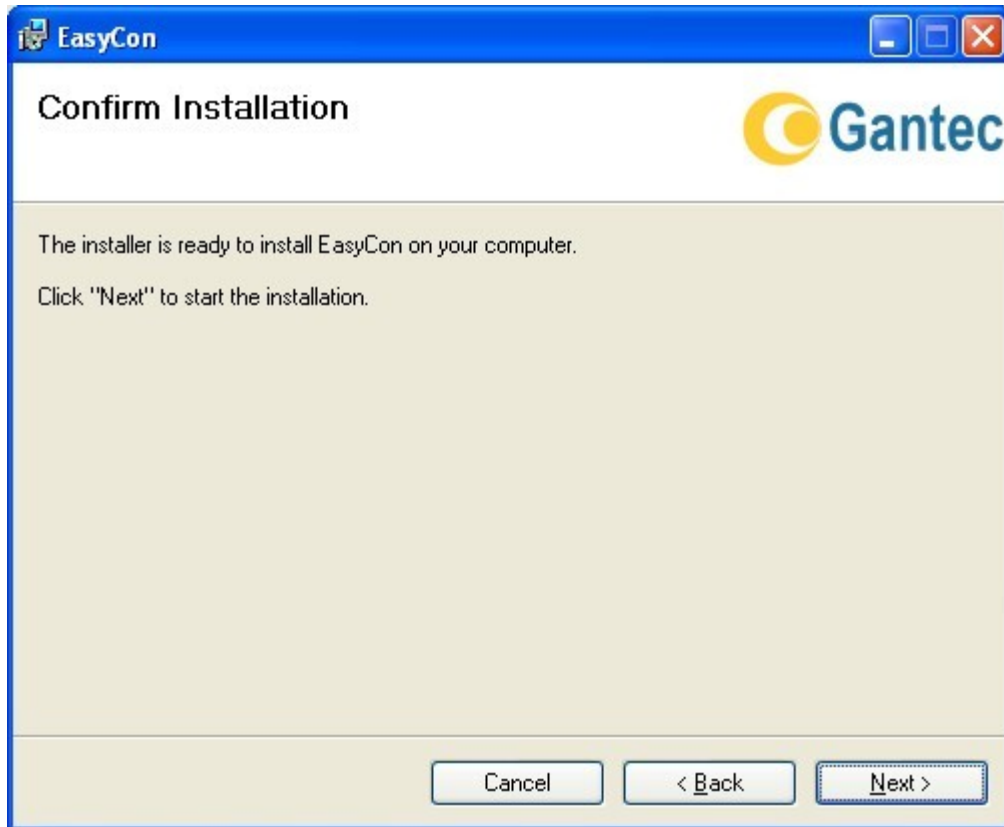 EasyCon
Confirm Installation
Gantec
The installer is ready to install EasyCon on your computer.
Click "Next" to start the installation.
Cancel
< Back
Next >